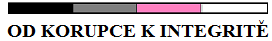 OD KORUPCE K INTEGRITĚ